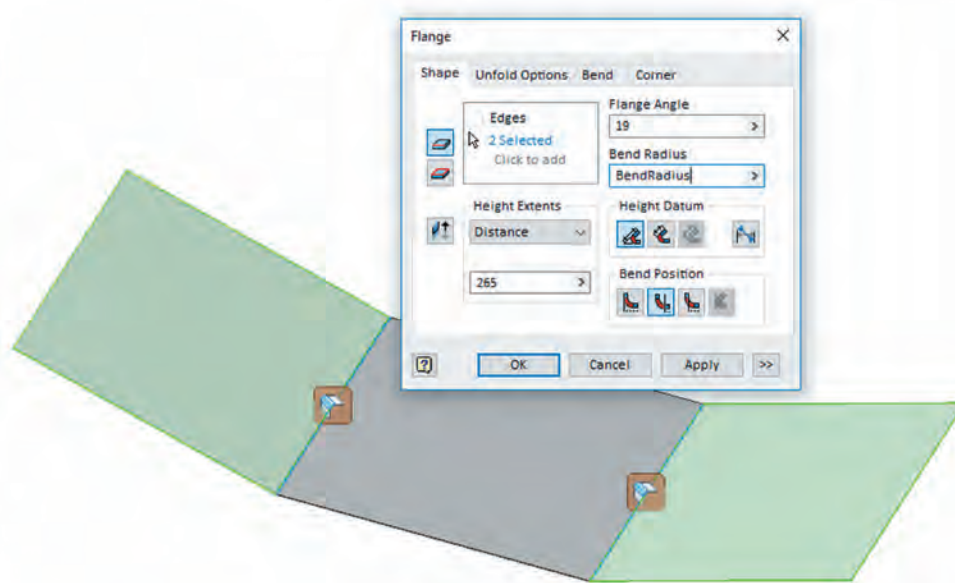 Flange
Shape Unfold Options Bend Corner
Edges
2 Selected
Click to add
Flange Angle
19
Bend Radius
BendRadius
Height Extents
Distance
265
Height Datum
Bend Position
OK Cancel Apply >>